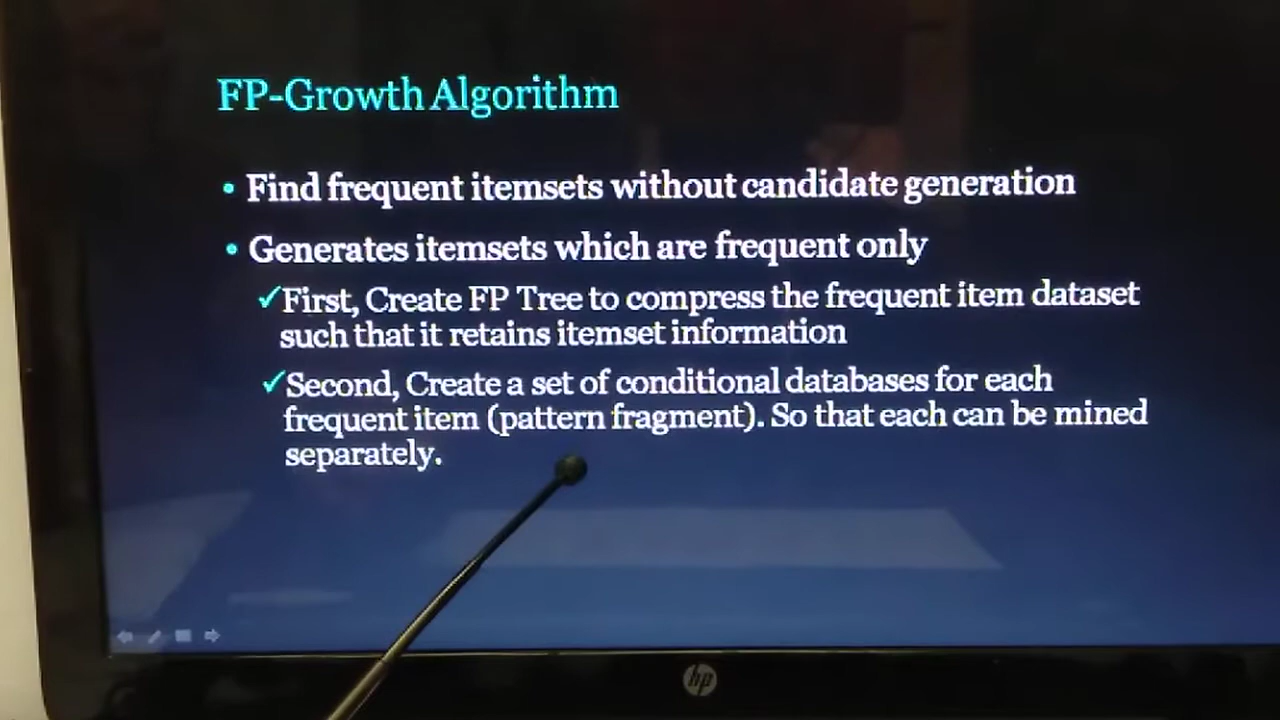 FP-Growth Algorithm
• Find frequent itemsets without candidate generation
• Generates itemsets which are frequent only
✓First, Create FP Tree to compress the frequent item dataset
such that it retains itemset information
✓Second, Create a set of conditional databases for each
frequent item (pattern fragment). So that each can be mined
separately.
hp